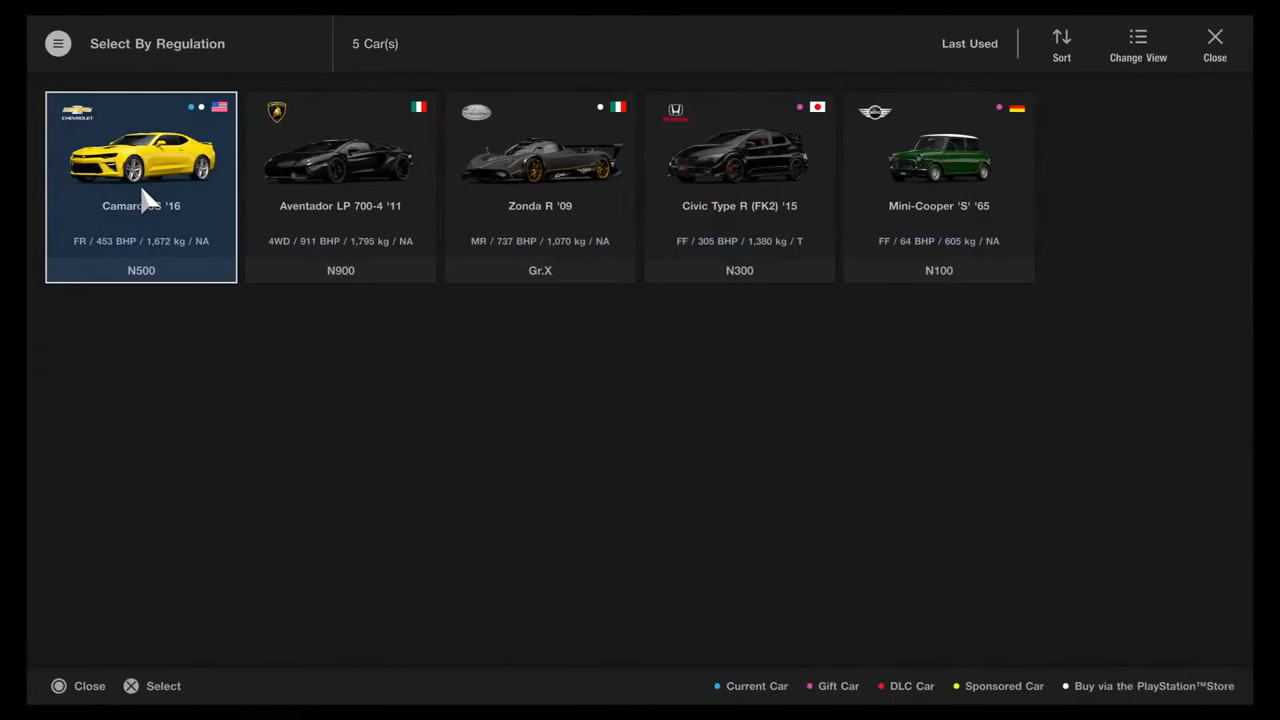 Select By Regulation
5 Car(s)
Last Used
Sort
Change View
Close
CHEVROLET
Camaro SS '16
FR / 453 BHP / 1,672 kg / NA
N500
Aventador LP 700-4 '11
4WD / 911 BHP / 1,795 kg / NA
N900
Zonda R '09
MR / 737 BHP / 1,070 kg / NA
Gr.X
Civic Type R (FK2) '15
FF / 305 BHP / 1,380 kg / T
N300
MINI
Mini-Cooper 'S' '65
FF / 64 BHP / 605 kg / NA
N100
Close
Select
Current Car
Gift Car
DLC Car
Sponsored Car
Buy via the PlayStation™Store